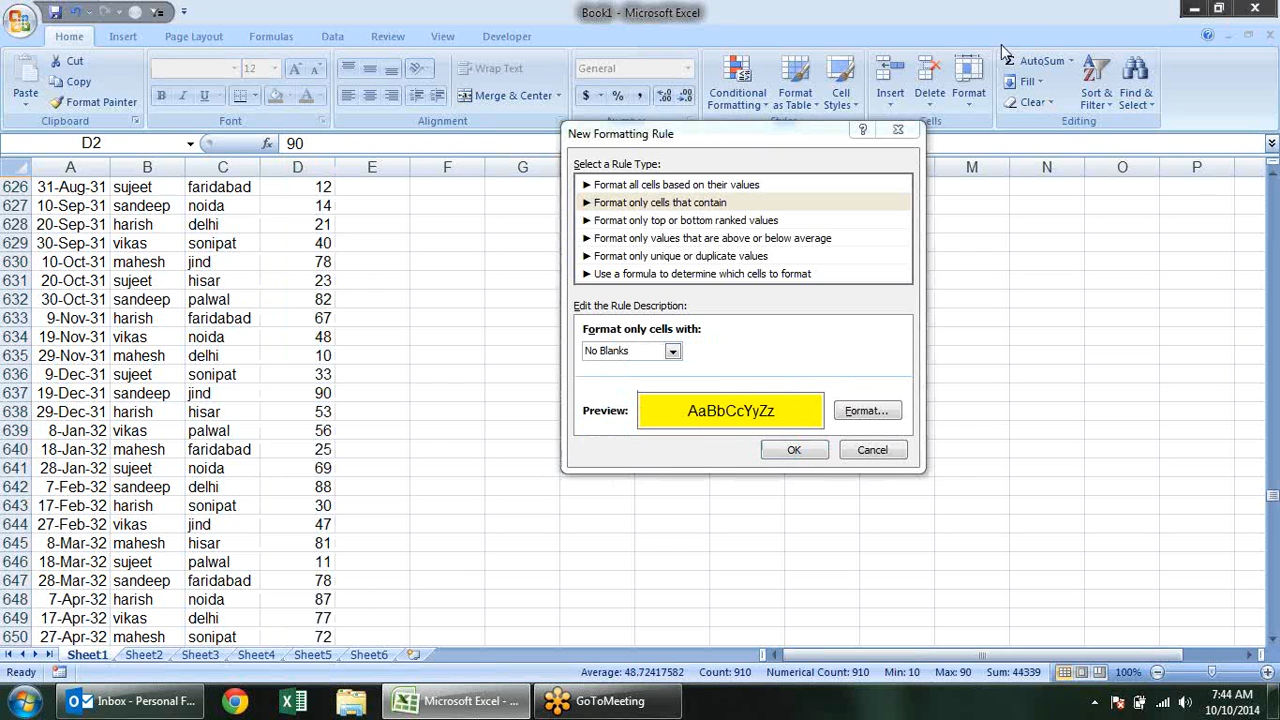 Book1 - Microsoft Excel
Home Insert Page Layout Formulas Data Review View Developer
Cut
Copy
Format Painter
Paste
Clipboard
12
B I U
Font
Wrap Text
Merge & Center
Alignment
General
$ % ,
Conditional Formatting
Format as Table
Cell Styles
Styles
Insert Delete Format
Cells
AutoSum
Fill
Clear
Sort & Filter
Find & Select
Editing
D2 fx 90
A B C D E F G M N O P
626 31-Aug-31 sujeet faridabad 12
627 10-Sep-31 sandeep noida 14
628 20-Sep-31 harish delhi 21
629 30-Sep-31 vikas sonipat 40
630 10-Oct-31 mahesh jind 78
631 20-Oct-31 sujeet hisar 23
632 30-Oct-31 sandeep palwal 82
633 9-Nov-31 harish faridabad 67
634 19-Nov-31 vikas noida 48
635 29-Nov-31 mahesh delhi 10
636 9-Dec-31 sujeet sonipat 33
637 19-Dec-31 sandeep jind 90
638 29-Dec-31 harish hisar 53
639 8-Jan-32 vikas palwal 56
640 18-Jan-32 mahesh faridabad 25
641 28-Jan-32 sujeet noida 69
642 7-Feb-32 sandeep delhi 88
643 17-Feb-32 harish sonipat 30
644 27-Feb-32 vikas jind 47
645 8-Mar-32 mahesh hisar 81
646 18-Mar-32 sujeet palwal 11
647 28-Mar-32 sandeep faridabad 78
648 7-Apr-32 harish noida 87
649 17-Apr-32 vikas delhi 77
650 27-Apr-32 mahesh sonipat 72
New Formatting Rule
Select a Rule Type:
► Format all cells based on their values
► Format only cells that contain
► Format only top or bottom ranked values
► Format only values that are above or below average
► Format only unique or duplicate values
► Use a formula to determine which cells to format
Edit the Rule Description:
Format only cells with:
No Blanks
Preview: AaBbCcYyZz Format...
OK Cancel
Sheet1 Sheet2 Sheet3 Sheet4 Sheet5 Sheet6
Ready Average: 48.72417582 Count: 910 Numerical Count: 910 Min: 10 Max: 90 Sum: 44339 100%
Inbox - Personal F... Microsoft Excel - ... GoToMeeting
7:44 AM
10/10/2014